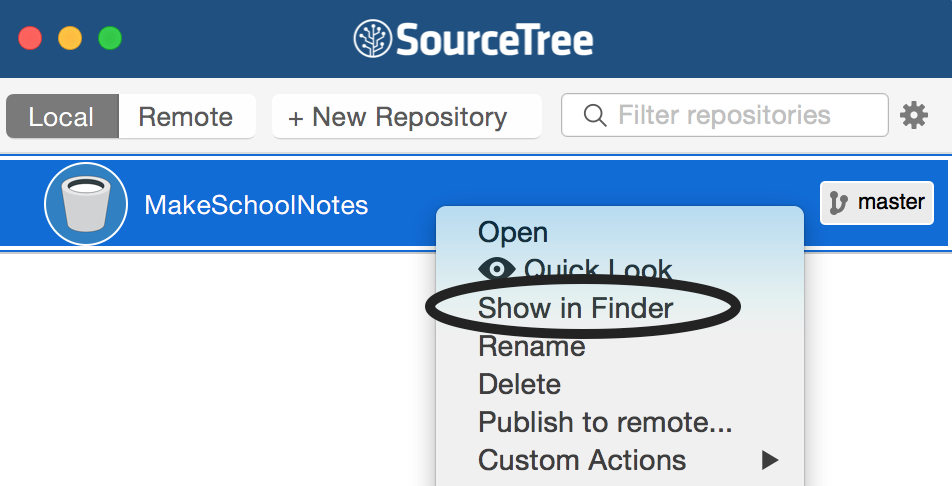 SourceTree
Local Remote + New Repository Filter repositories
MakeSchoolNotes master
Open
Quick Look
Show in Finder
Rename
Delete
Publish to remote...
Custom Actions